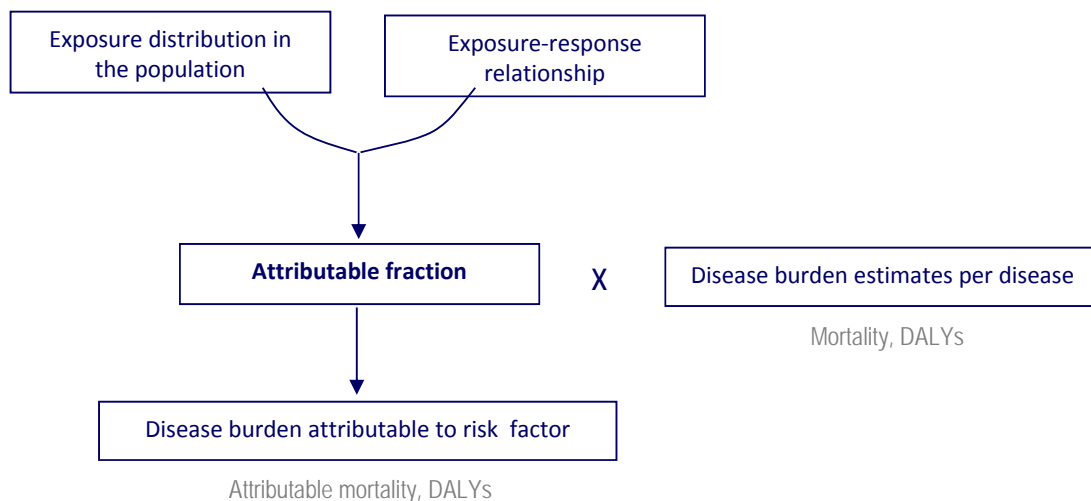 Exposure distribution in
the population
Exposure-response
relationship
Attributable fraction
X
Disease burden estimates per disease
Mortality, DALYs
Disease burden attributable to risk factor
Attributable mortality, DALYs